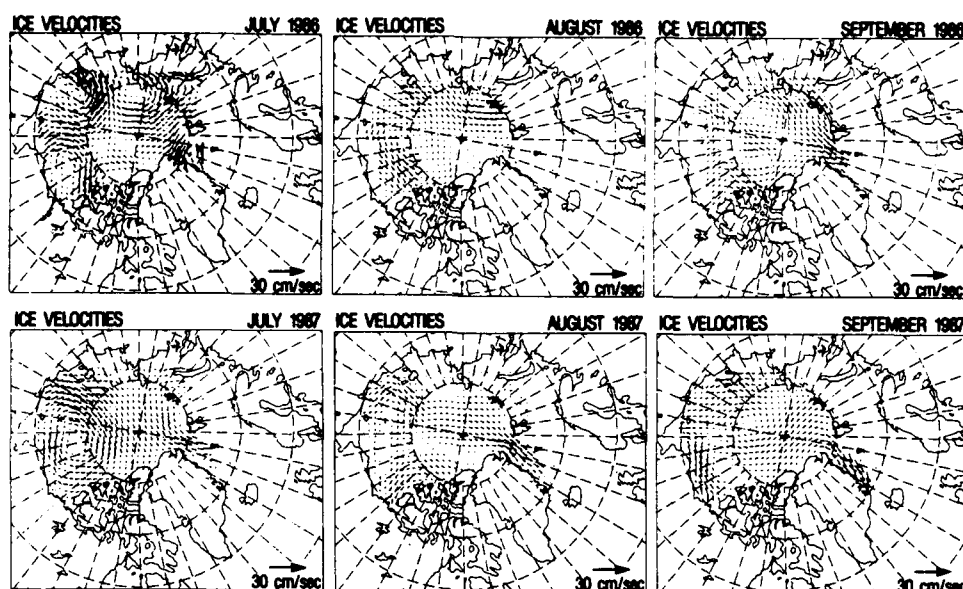 ICE VELOCITIES JULY 1986
ICE VELOCITIES AUGUST 1986
ICE VELOCITIES SEPTEMBER 1986
30 cm/sec
30 cm/sec
30 cm/sec
ICE VELOCITIES JULY 1987
ICE VELOCITIES AUGUST 1987
ICE VELOCITIES SEPTEMBER 1987
30 cm/sec
30 cm/sec
30 cm/sec